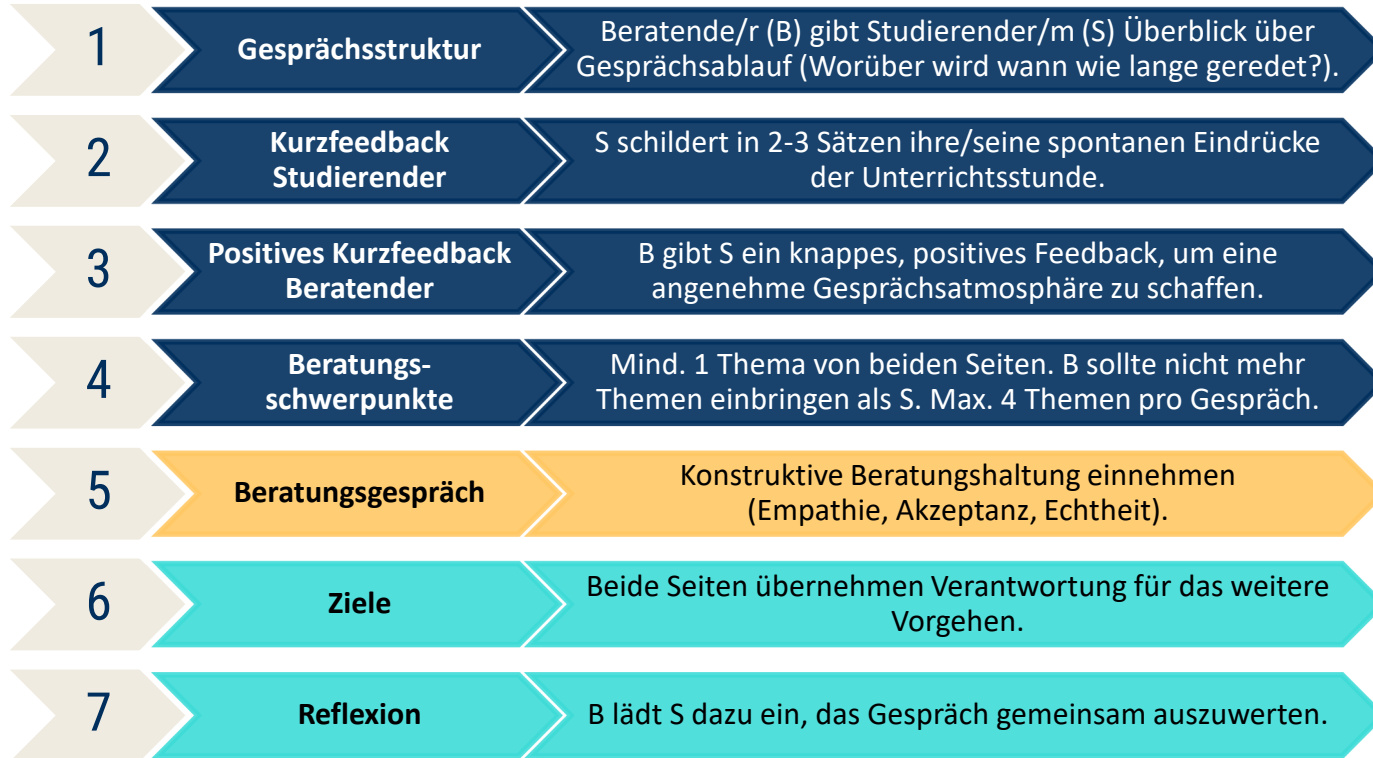 1
Gesprächsstruktur
Beratende/r (B) gibt Studierender/m (S) Überblick über
Gesprächsablauf (Worüber wird wann wie lange geredet?).
2
Kurzfeedback
Studierender
S schildert in 2-3 Sätzen ihre/seine spontanen Eindrücke
der Unterrichtsstunde.
3
Positives Kurzfeedback
Beratender
B gibt S ein knappes, positives Feedback, um eine
angenehme Gesprächsatmosphäre zu schaffen.
4
Beratungs-
schwerpunkte
Mind. 1 Thema von beiden Seiten. B sollte nicht mehr
Themen einbringen als S. Max. 4 Themen pro Gespräch.
5
Beratungsgespräch
Konstruktive Beratungshaltung einnehmen
(Empathie, Akzeptanz, Echtheit).
6
Ziele
Beide Seiten übernehmen Verantwortung für das weitere
Vorgehen.
7
Reflexion
B lädt S dazu ein, das Gespräch gemeinsam auszuwerten.